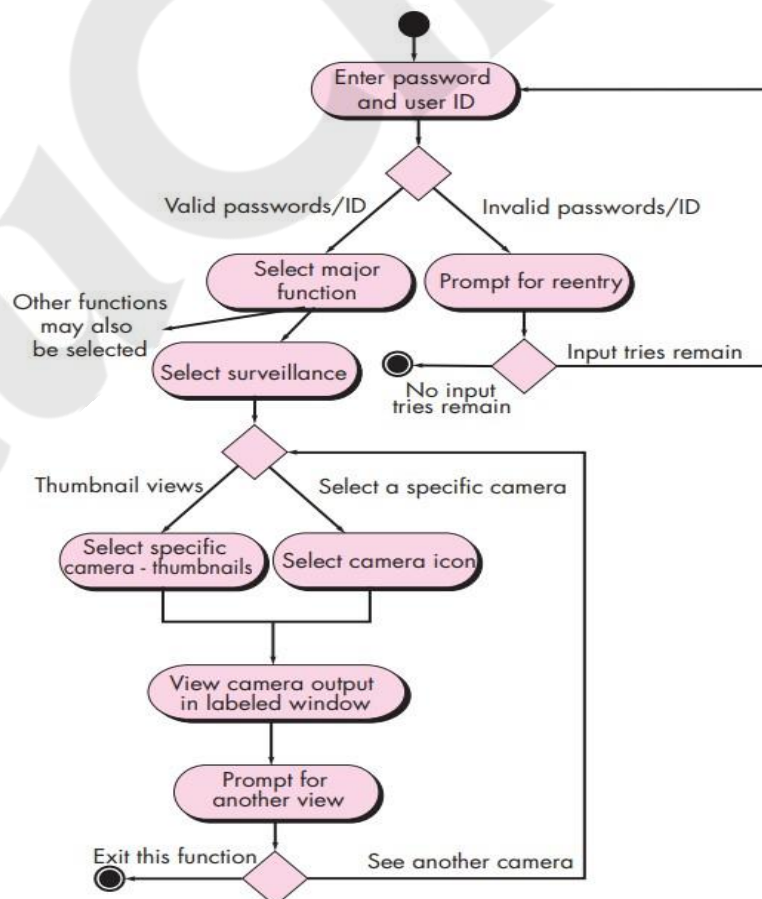 Enter password
and user ID
Valid passwords/ID
Invalid passwords/ID
Select major
function
Prompt for reentry
Other functions
may also
be selected
Input tries remain
Select surveillance
No input
tries remain
Thumbnail views
Select a specific camera
Select specific
camera - thumbnails
Select camera icon
View camera output
in labeled window
Prompt for
another view
Exit this function
See another camera